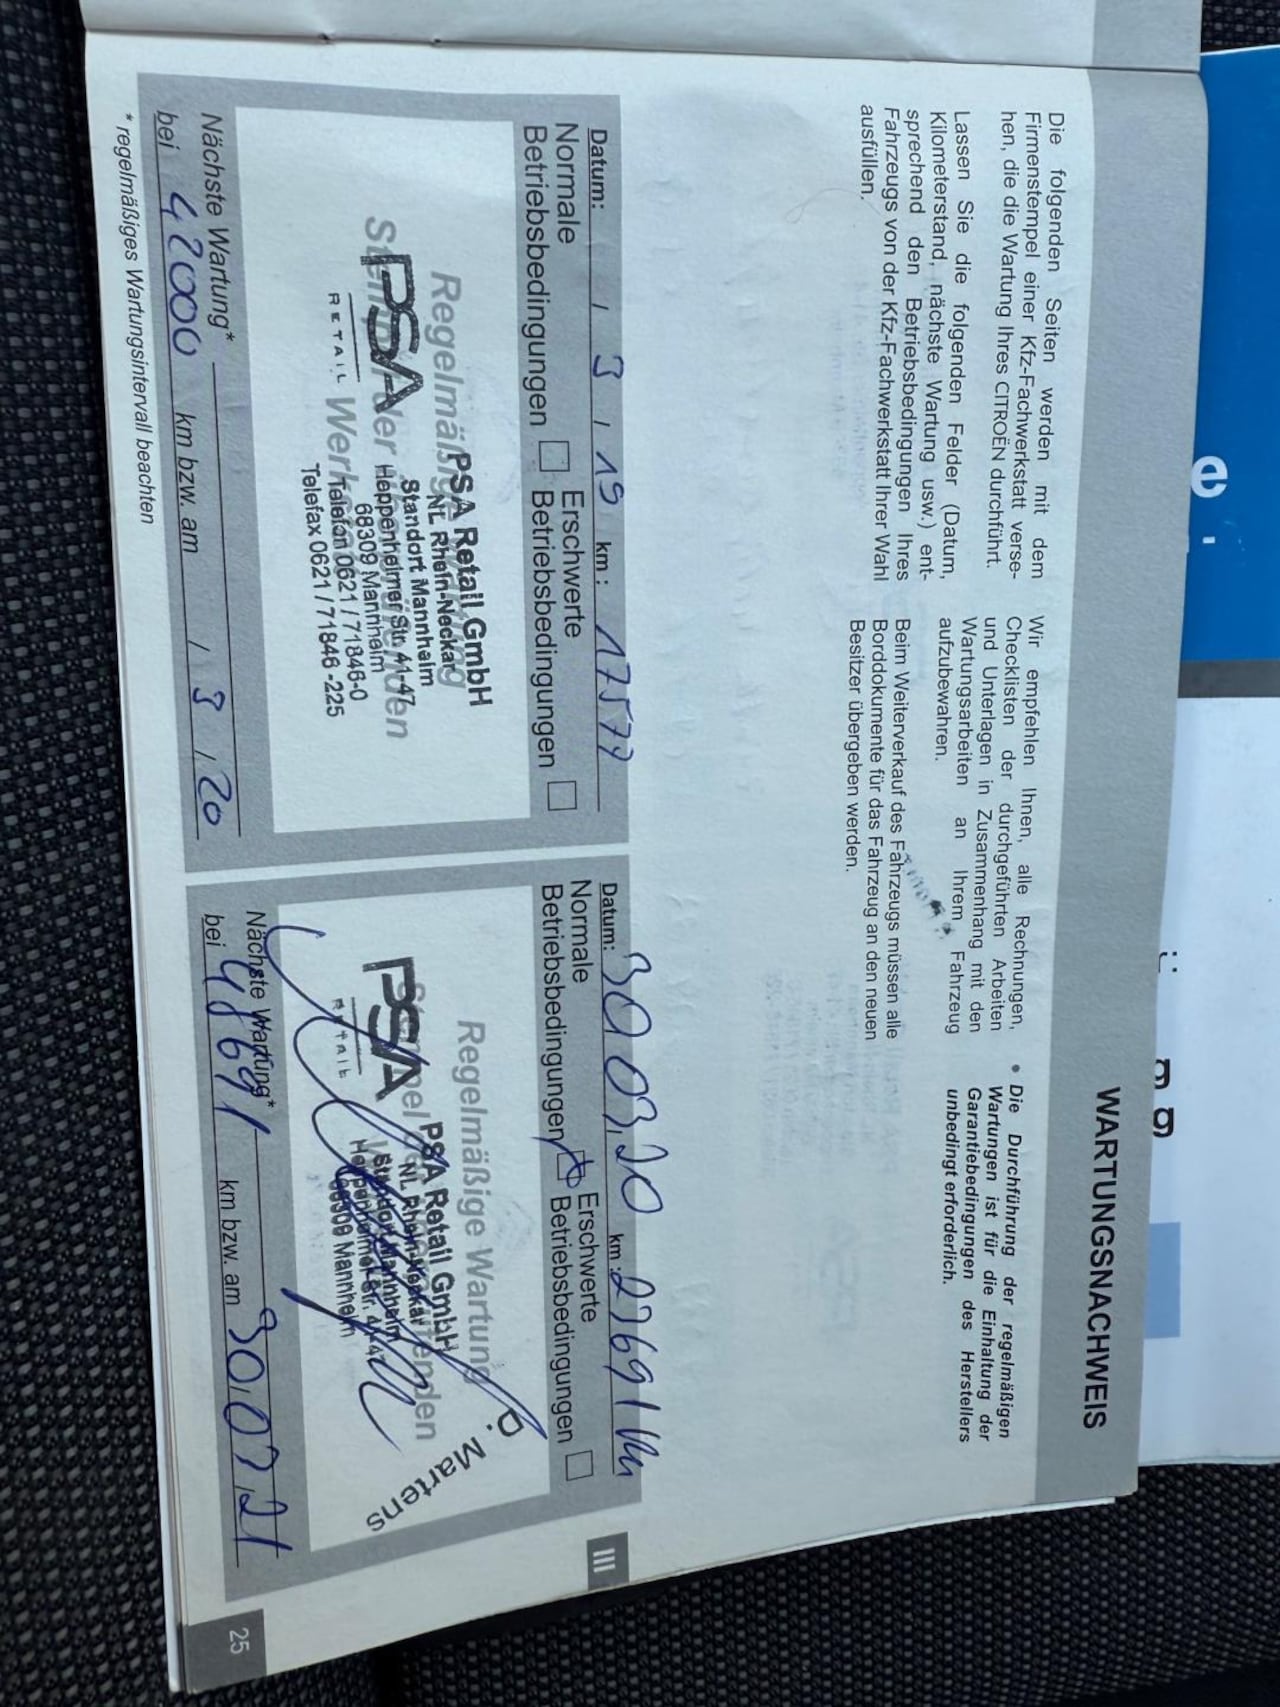 WARTUNGSNACHWEIS
Die folgenden Seiten werden mit dem
Firmenstempel einer Kfz-Fachwerkstatt verse-
hen, die die Wartung Ihres CITROËN durchführt.
Lassen Sie die folgenden Felder (Datum,
Kilometerstand, nächste Wartung usw.) ent-
sprechend den Betriebsbedingungen Ihres
Fahrzeugs von der Kfz-Fachwerkstatt Ihrer Wahl
ausfüllen.
Wir empfehlen Ihnen, alle Rechnungen,
Checklisten der durchgeführten Arbeiten
und Unterlagen in Zusammenhang mit den
Wartungsarbeiten an Ihrem Fahrzeug
aufzubewahren.
Beim Weiterverkauf des Fahrzeugs müssen alle
Borddokumente für das Fahrzeug an den neuen
Besitzer übergeben werden.
• Die Durchführung der regelmäßigen
Wartungen ist für die Einhaltung der
Garantiebedingungen des Herstellers
unbedingt erforderlich.
Datum: / 3 / 19 km: 17577
Normale
Betriebsbedingungen
Erschwerte
Betriebsbedingungen
Regelmäßige Wartung
PSA
RETAIL
PSA Retail GmbH
NL Rhein-Neckar
Standort Mannheim
Heppenheimer Str. 41-47
68309 Mannheim
Telefon 0621 / 71846-0
Telefax 0621 / 71846-225
Nächste Wartung*
bei 42000 km bzw. am / 3 / 20
* regelmäßiges Wartungsintervall beachten
Datum: 30.03.20 km: 23691 km
Normale
Betriebsbedingungen
Erschwerte
Betriebsbedingungen
Regelmäßige Wartung
PSA
RETAIL
PSA Retail GmbH
NL Rhein-Neckar
Standort Mannheim
Heppenheimer Str. 41-47
68309 Mannheim
D. Martens
Nächste Wartung*
bei 48691 km bzw. am 30.03.21
III
25